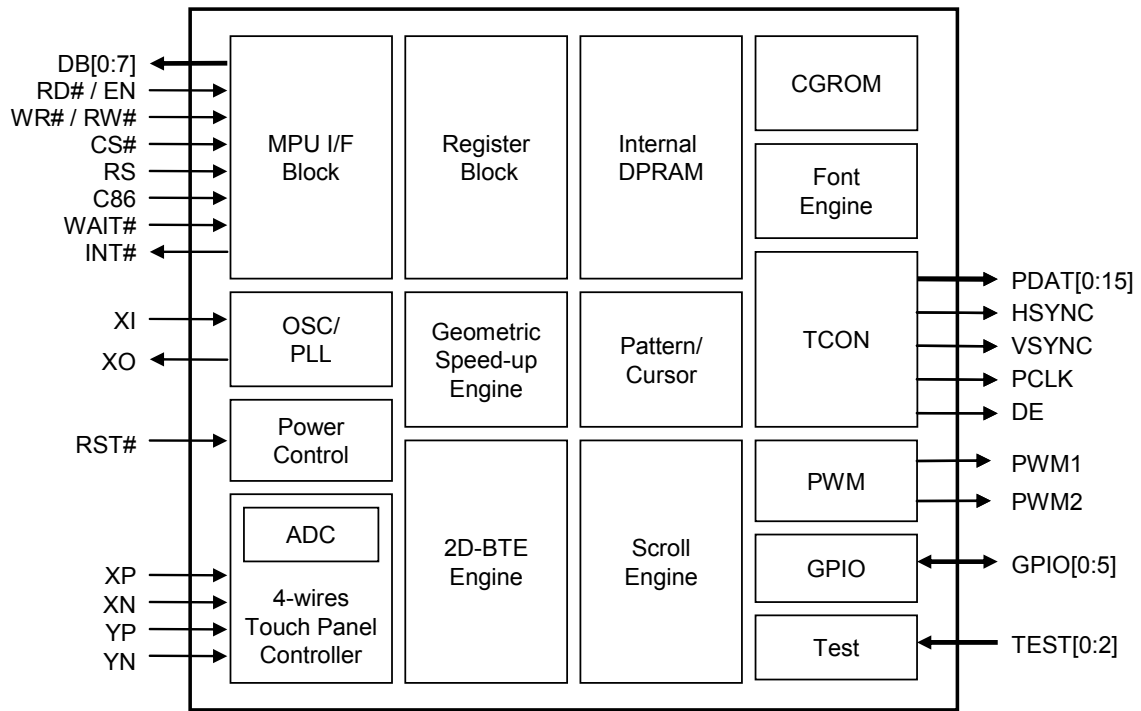 DB[0:7]
RD# / EN
WR# / RW#
CS#
RS
C86
WAIT#
INT#
XI
XO
RST#
XP
XN
YP
YN
MPU I/F
Block
Register
Block
Internal
DPRAM
CGROM
Font
Engine
OSC/
PLL
Geometric
Speed-up
Engine
Pattern/
Cursor
TCON
Power
Control
ADC
4-wires
Touch Panel
Controller
2D-BTE
Engine
Scroll
Engine
PWM
GPIO
Test
PDAT[0:15]
HSYNC
VSYNC
PCLK
DE
PWM1
PWM2
GPIO[0:5]
TEST[0:2]